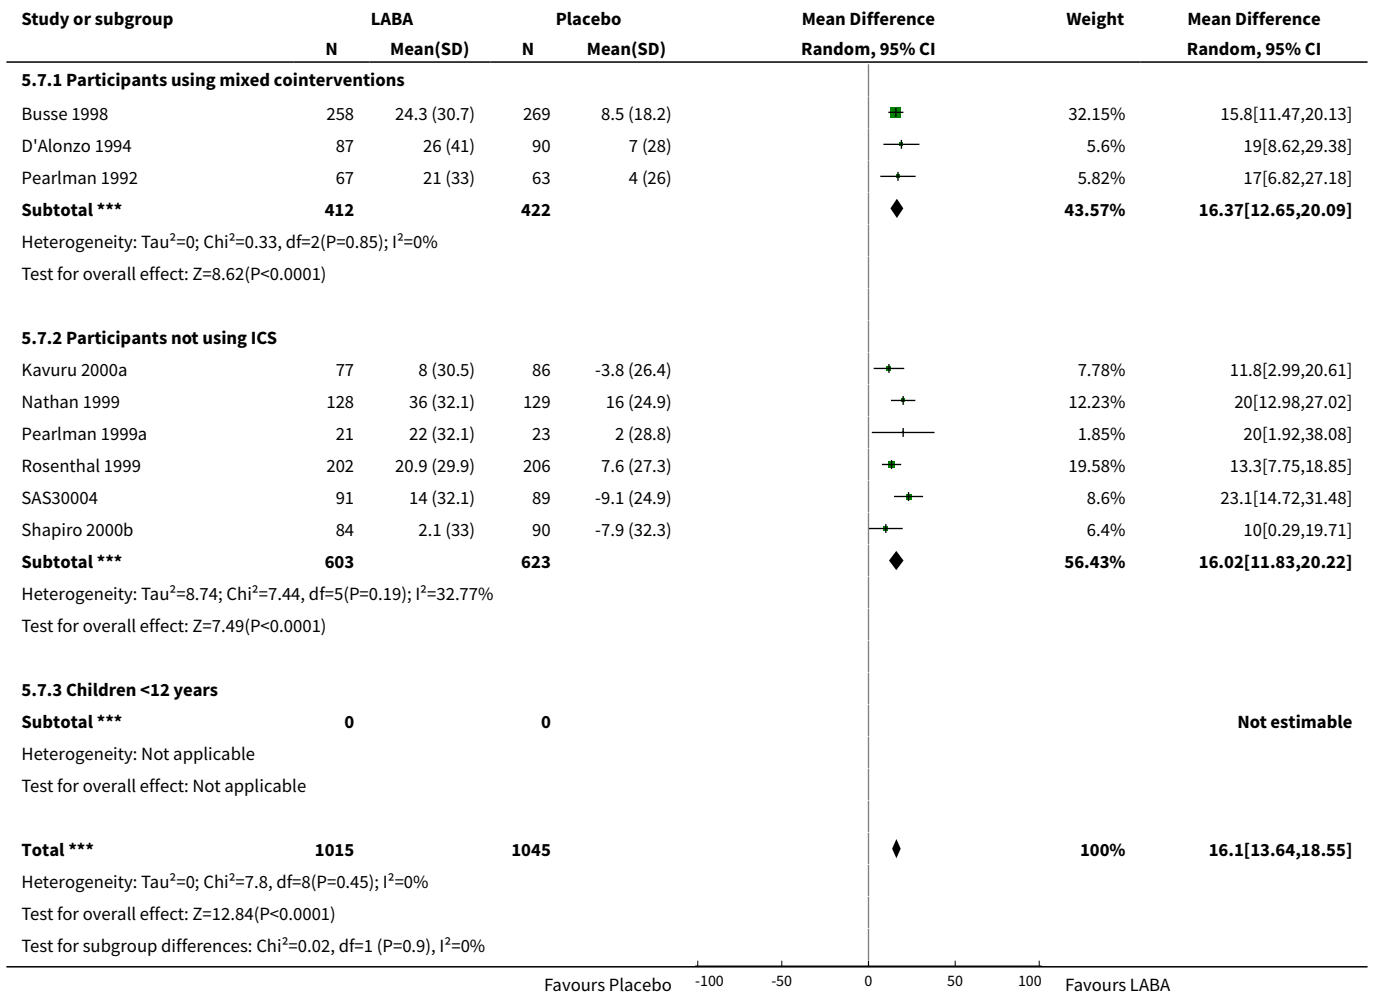 Study or subgroup LABA Placebo Mean Difference Weight Mean Difference
N Mean(SD) N Mean(SD) Random, 95% CI Random, 95% CI
5.7.1 Participants using mixed cointerventions
Busse 1998 258 24.3 (30.7) 269 8.5 (18.2) 32.15% 15.8[11.47,20.13]
D'Alonzo 1994 87 26 (41) 90 7 (28) 5.6% 19[8.62,29.38]
Pearlman 1992 67 21 (33) 63 4 (26) 5.82% 17[6.82,27.18]
Subtotal *** 412 422 43.57% 16.37[12.65,20.09]
Heterogeneity: Tau²=0; Chi²=0.33, df=2(P=0.85); I²=0%
Test for overall effect: Z=8.62(P<0.0001)
5.7.2 Participants not using ICS
Kavuru 2000a 77 8 (30.5) 86 -3.8 (26.4) 7.78% 11.8[2.99,20.61]
Nathan 1999 128 36 (32.1) 129 16 (24.9) 12.23% 20[12.98,27.02]
Pearlman 1999a 21 22 (32.1) 23 2 (28.8) 1.85% 20[1.92,38.08]
Rosenthal 1999 202 20.9 (29.9) 206 7.6 (27.3) 19.58% 13.3[7.75,18.85]
SAS30004 91 14 (32.1) 89 -9.1 (24.9) 8.6% 23.1[14.72,31.48]
Shapiro 2000b 84 2.1 (33) 90 -7.9 (32.3) 6.4% 10[0.29,19.71]
Subtotal *** 603 623 56.43% 16.02[11.83,20.22]
Heterogeneity: Tau²=8.74; Chi²=7.44, df=5(P=0.19); I²=32.77%
Test for overall effect: Z=7.49(P<0.0001)
5.7.3 Children <12 years
Subtotal *** 0 0 Not estimable
Heterogeneity: Not applicable
Test for overall effect: Not applicable
Total *** 1015 1045 100% 16.1[13.64,18.55]
Heterogeneity: Tau²=0; Chi²=7.8, df=8(P=0.45); I²=0%
Test for overall effect: Z=12.84(P<0.0001)
Test for subgroup differences: Chi²=0.02, df=1 (P=0.9), I²=0%
Favours Placebo -100 -50 0 50 100 Favours LABA